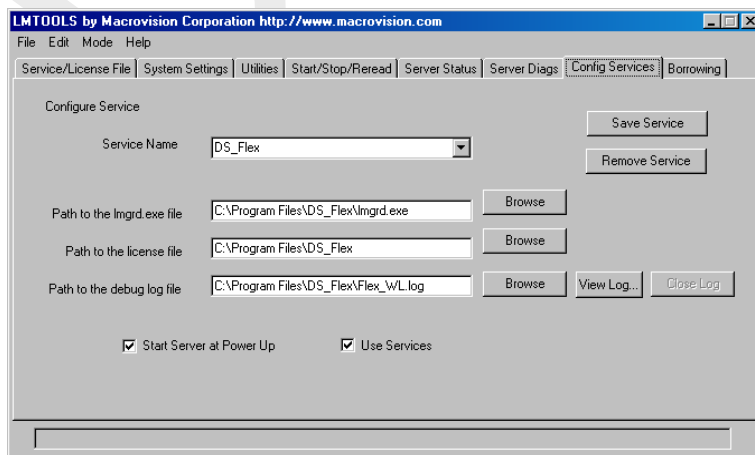 LMTOOLS by Macrovision Corporation http://www.macrovision.com
File Edit Mode Help
Service/License File System Settings Utilities Start/Stop/Reread Server Status Server Diags Config Services Borrowing
Configure Service
Save Service
Service Name DS_Flex
Remove Service
Path to the lmgrd.exe file C:\Program Files\DS_Flex\lmgrd.exe Browse
Path to the license file C:\Program Files\DS_Flex Browse
Path to the debug log file C:\Program Files\DS_Flex\Flex_WL.log Browse View Log... Close Log
Start Server at Power Up Use Services